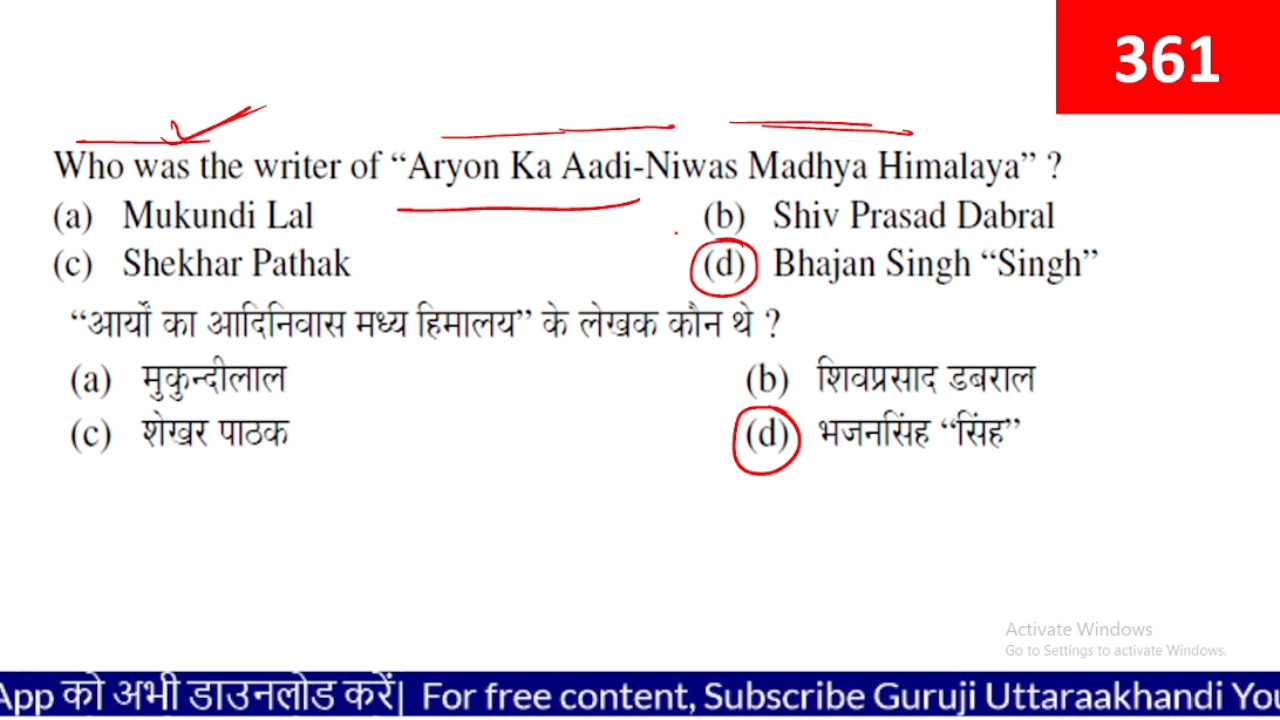 361
Who was the writer of “Aryon Ka Aadi-Niwas Madhya Himalaya” ?
(a) Mukundi Lal (b) Shiv Prasad Dabral
(c) Shekhar Pathak (d) Bhajan Singh “Singh”
“आर्यों का आदिनिवास मध्य हिमालय” के लेखक कौन थे ?
(a) मुकुन्दीलाल (b) शिवप्रसाद डबराल
(c) शेखर पाठक (d) भजनसिंह “सिंह”
Activate Windows
Go to Settings to activate Windows.
App को अभी डाउनलोड करें| For free content, Subscribe Guruji Uttaraakhandi You